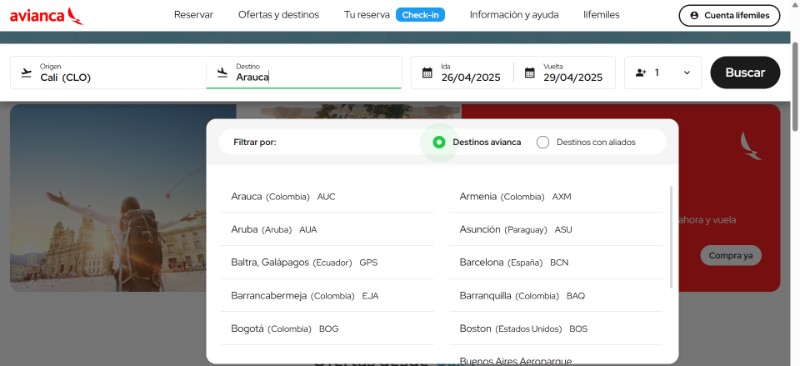 avianca Reservar Ofertas y destinos Tu reserva Check-in Información y ayuda lifemiles Cuenta lifemiles
Origen Destino Ida Vuelta
Cali (CLO) Arauca 26/04/2025 29/04/2025 1 Buscar
Filtrar por: Destinos avianca Destinos con aliados
Arauca (Colombia) AUC Armenia (Colombia) AXM
ahora y vuela
Aruba (Aruba) AUA Asunción (Paraguay) ASU
Compra ya
Baltra, Galápagos (Ecuador) GPS Barcelona (España) BCN
Barrancabermeja (Colombia) EJA Barranquilla (Colombia) BAQ
Bogotá (Colombia) BOG Boston (Estados Unidos) BOS
Buenos Aires Aeroparque